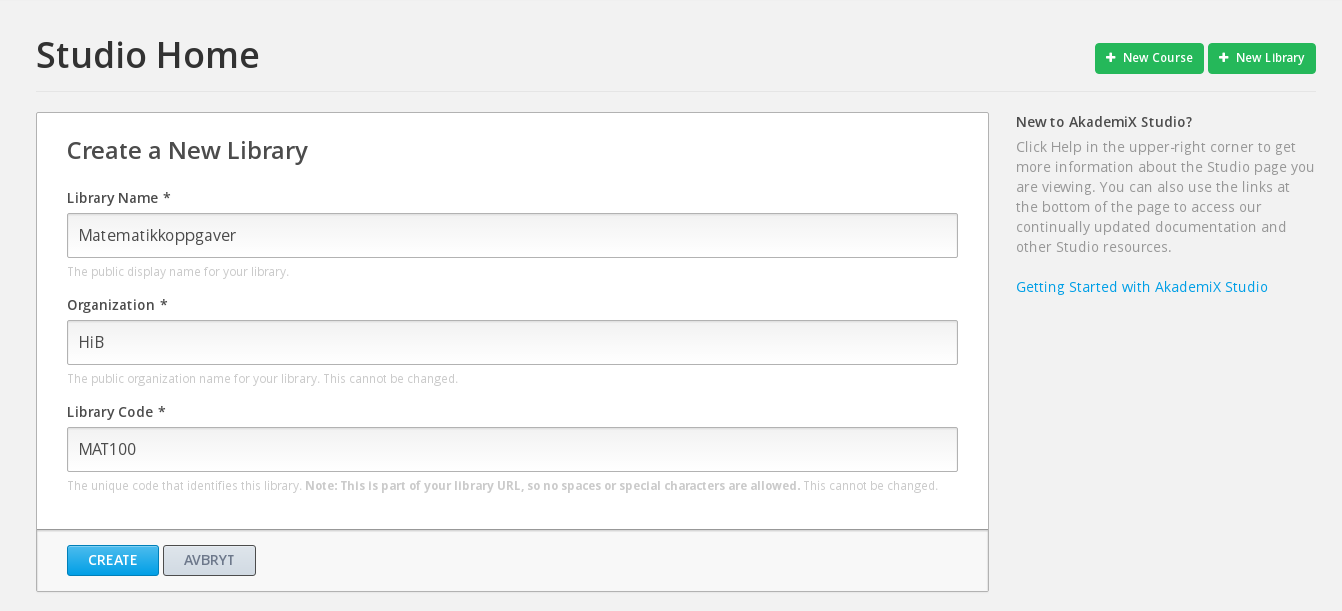 Studio Home
+ New Course
+ New Library
Create a New Library
Library Name *
Matematikkoppgaver
The public display name for your library.
Organization *
HiB
The public organization name for your library. This cannot be changed.
Library Code *
MAT100
The unique code that identifies this library. Note: This is part of your library URL, so no spaces or special characters are allowed. This cannot be changed.
CREATE
AVBRYT
New to AkademiX Studio?
Click Help in the upper-right corner to get
more information about the Studio page you
are viewing. You can also use the links at
the bottom of the page to access our
continually updated documentation and
other Studio resources.
Getting Started with AkademiX Studio